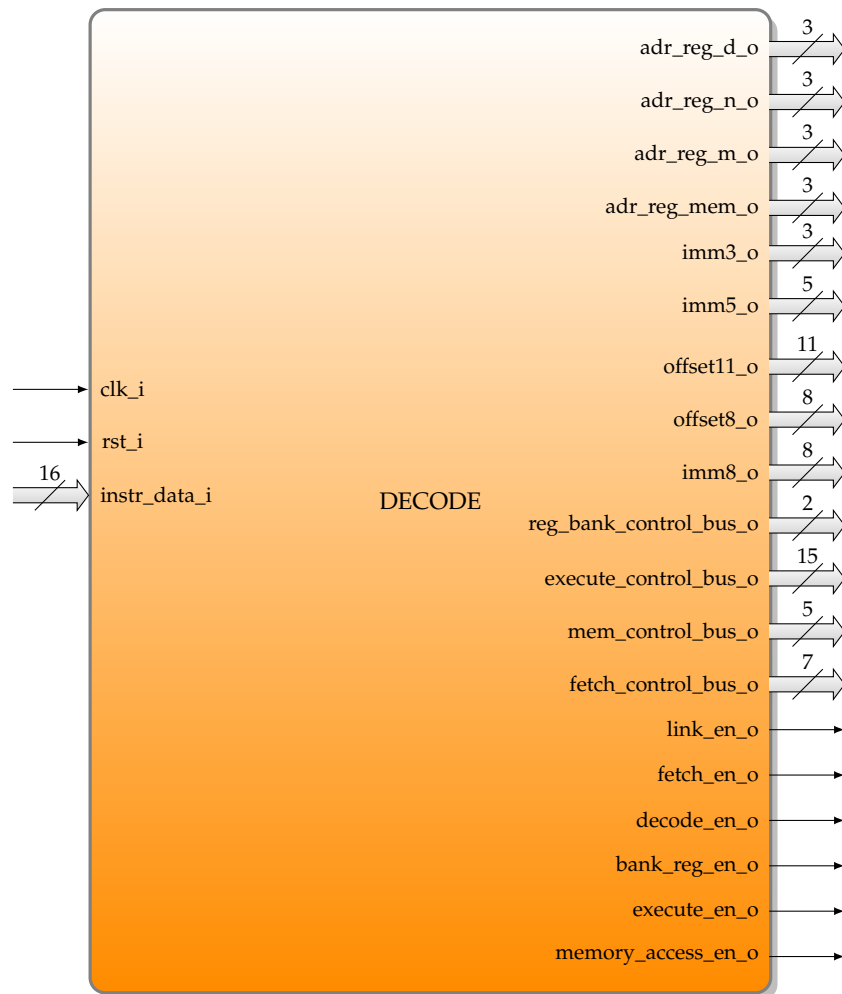 3
adr_reg_d_o
3
adr_reg_n_o
3
adr_reg_m_o
3
adr_reg_mem_o
3
imm3_o
5
imm5_o
11
offset11_o
clk_i
8
offset8_o
rst_i
8
imm8_o
16
instr_data_i
DECODE
2
reg_bank_control_bus_o
15
execute_control_bus_o
5
mem_control_bus_o
7
fetch_control_bus_o
link_en_o
fetch_en_o
decode_en_o
bank_reg_en_o
execute_en_o
memory_access_en_o